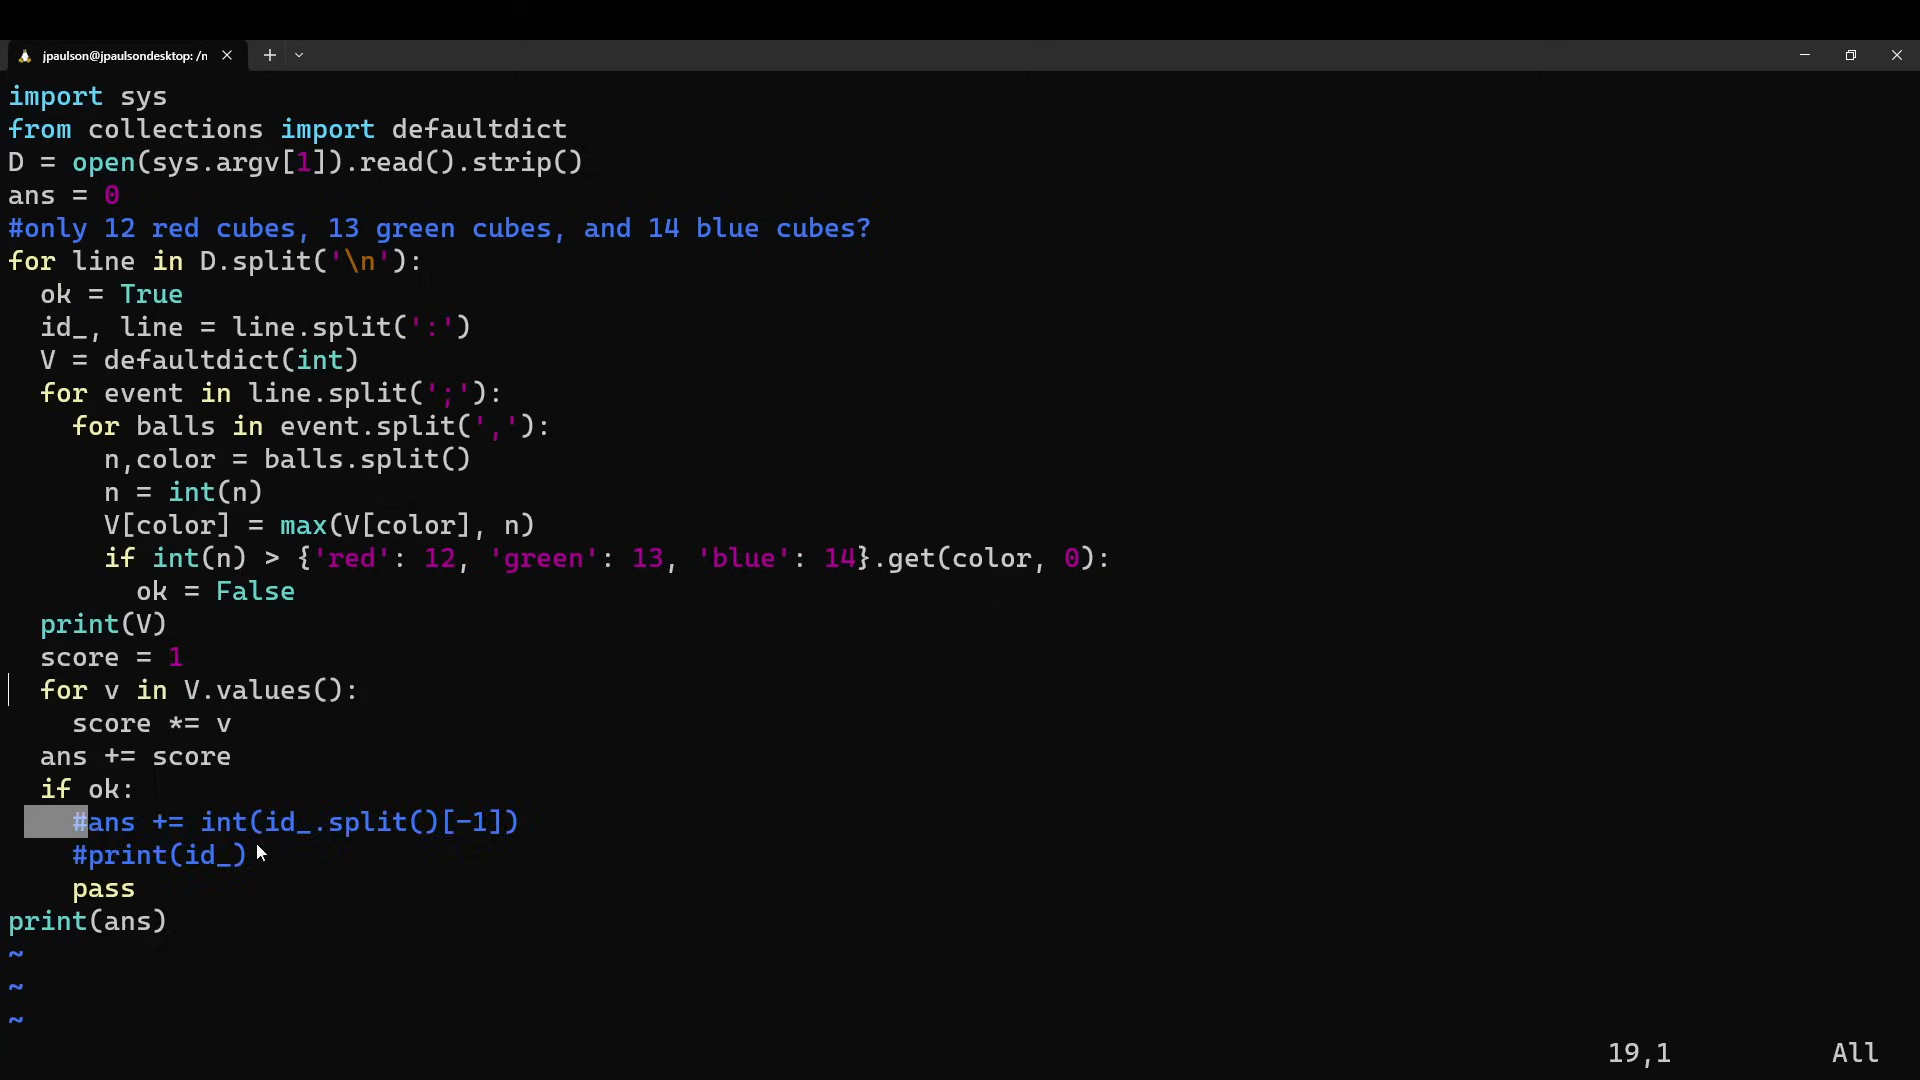 jpaulson@jpaulsondesktop: /n
import sys
from collections import defaultdict
D = open(sys.argv[1]).read().strip()
ans = 0
#only 12 red cubes, 13 green cubes, and 14 blue cubes?
for line in D.split('\n'):
  ok = True
  id_, line = line.split(':')
  V = defaultdict(int)
  for event in line.split(';'):
    for balls in event.split(','):
      n,color = balls.split()
      n = int(n)
      V[color] = max(V[color], n)
      if int(n) > {'red': 12, 'green': 13, 'blue': 14}.get(color, 0):
        ok = False
  print(V)
  score = 1
  for v in V.values():
    score *= v
  ans += score
  if ok:
    #ans += int(id_.split()[-1])
    #print(id_)
    pass
print(ans)
~
~
~
19,1 All